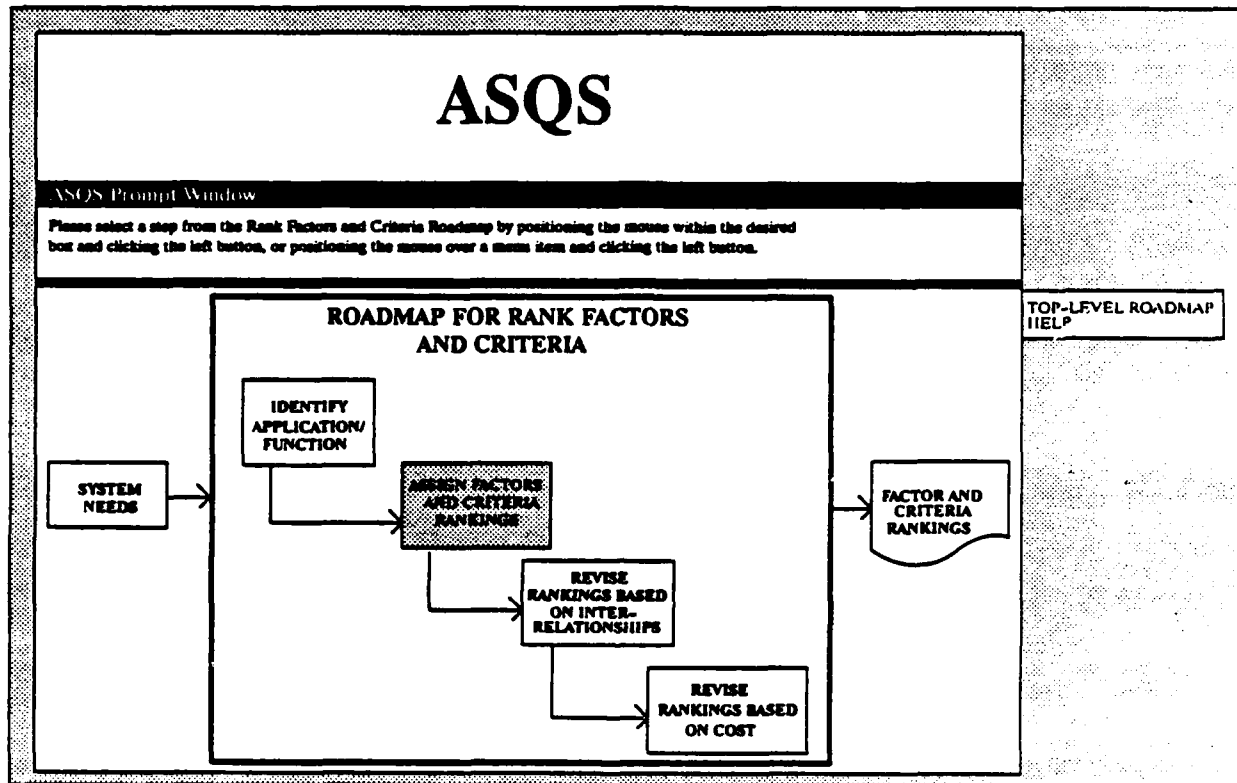 ASQS
ASQS Prompt Window
Please select a step from the Rank Factors and Criteria Roadmap by positioning the mouse within the desired
box and clicking the left button, or positioning the mouse over a menu item and clicking the left button.
TOP-LEVEL ROADMAP
HELP
ROADMAP FOR RANK FACTORS
AND CRITERIA
SYSTEM
NEEDS
IDENTIFY
APPLICATION/
FUNCTION
ASSIGN FACTORS
AND CRITERIA
RANKINGS
REVISE
RANKINGS BASED
ON INTER-
RELATIONSHIPS
REVISE
RANKINGS BASED
ON COST
FACTOR AND
CRITERIA
RANKINGS